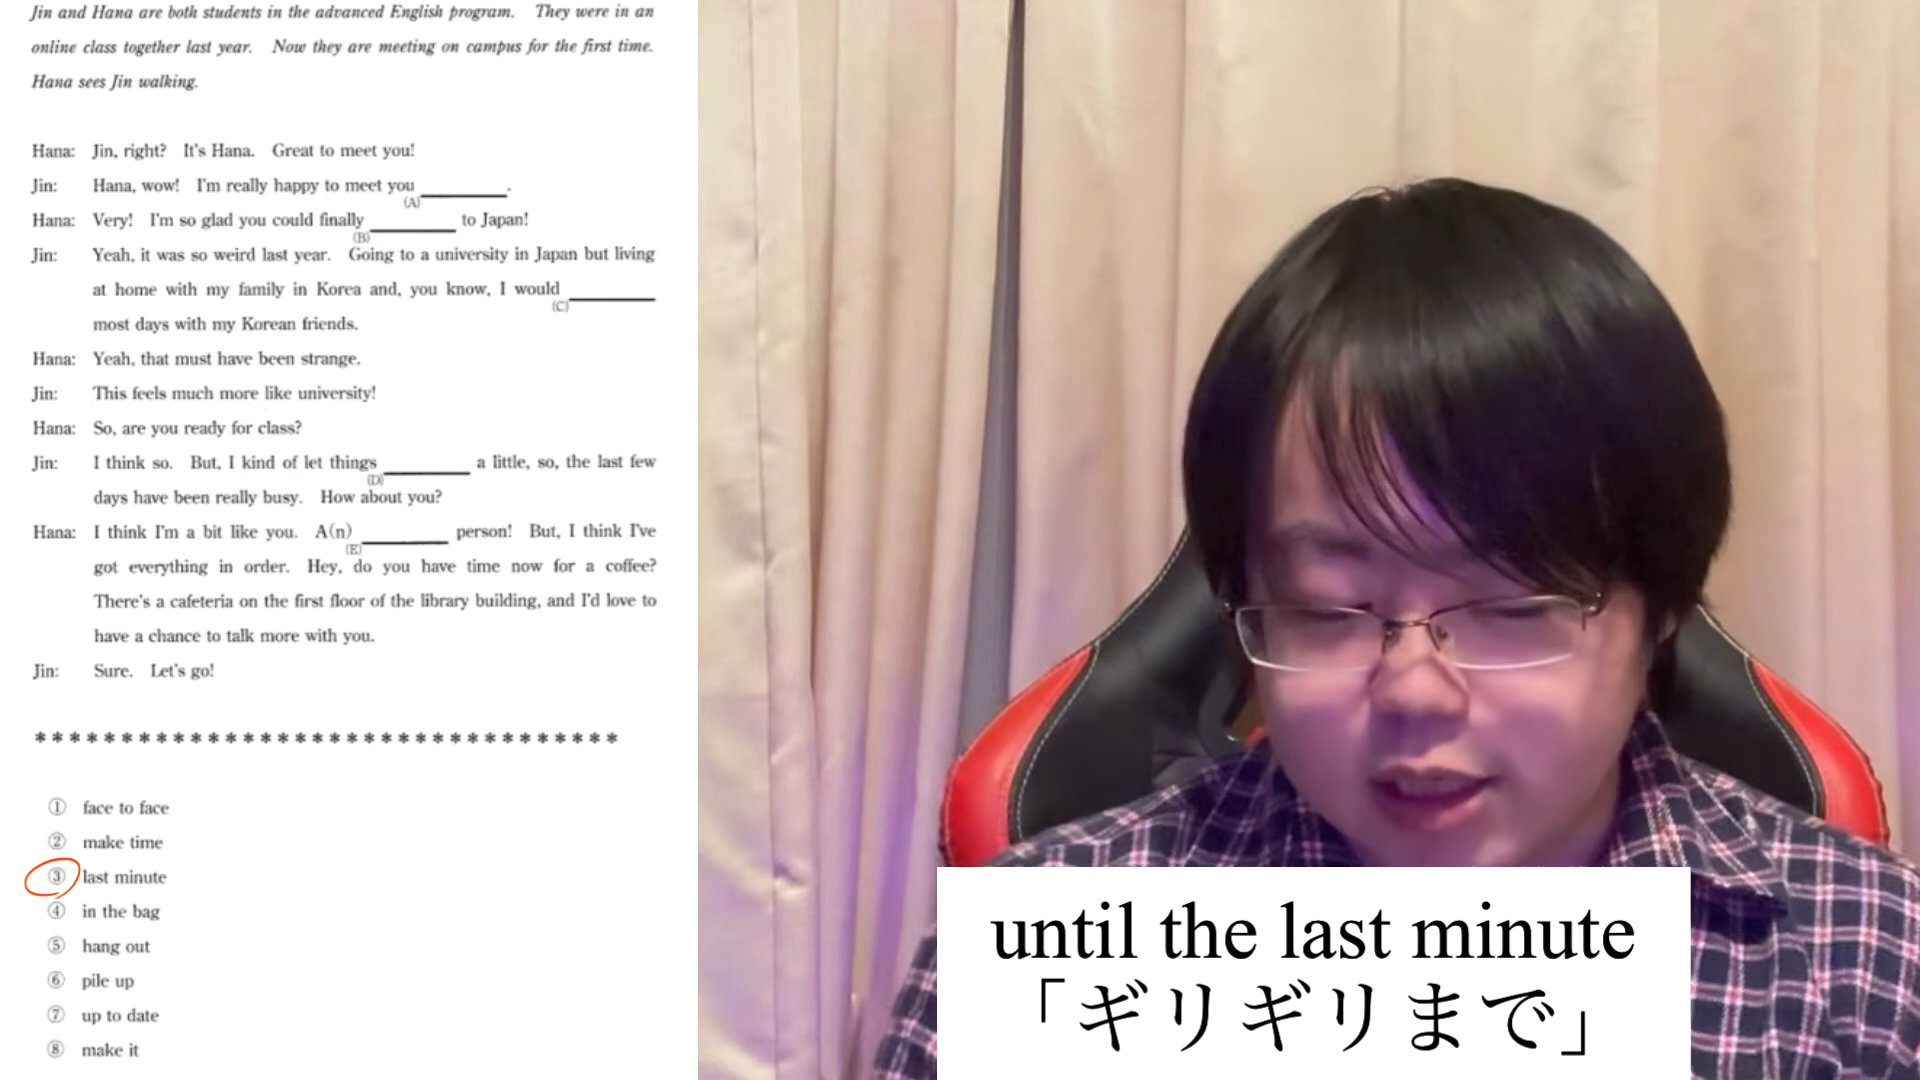 Jin and Hana are both students in the advanced English program. They were in an
online class together last year. Now they are meeting on campus for the first time.
Hana sees Jin walking.
Hana: Jin, right? It's Hana. Great to meet you!
Jin: Hana, wow! I'm really happy to meet you ________.
(A)
Hana: Very! I'm so glad you could finally ________ to Japan!
(B)
Jin: Yeah, it was so weird last year. Going to a university in Japan but living
at home with my family in Korea and, you know, I would ________
(C)
most days with my Korean friends.
Hana: Yeah, that must have been strange.
Jin: This feels much more like university!
Hana: So, are you ready for class?
Jin: I think so. But, I kind of let things ________ a little, so, the last few
(D)
days have been really busy. How about you?
Hana: I think I'm a bit like you. A(n) ________ person! But, I think I've
(E)
got everything in order. Hey, do you have time now for a coffee?
There's a cafeteria on the first floor of the library building, and I'd love to
have a chance to talk more with you.
Jin: Sure. Let's go!
* * * * * * * * * * * * * * * * * * * * * * * * * * * * * * * * * * *
① face to face
② make time
③ last minute
④ in the bag
⑤ hang out
⑥ pile up
⑦ up to date
⑧ make it
until the last minute
「ギリギリまで」